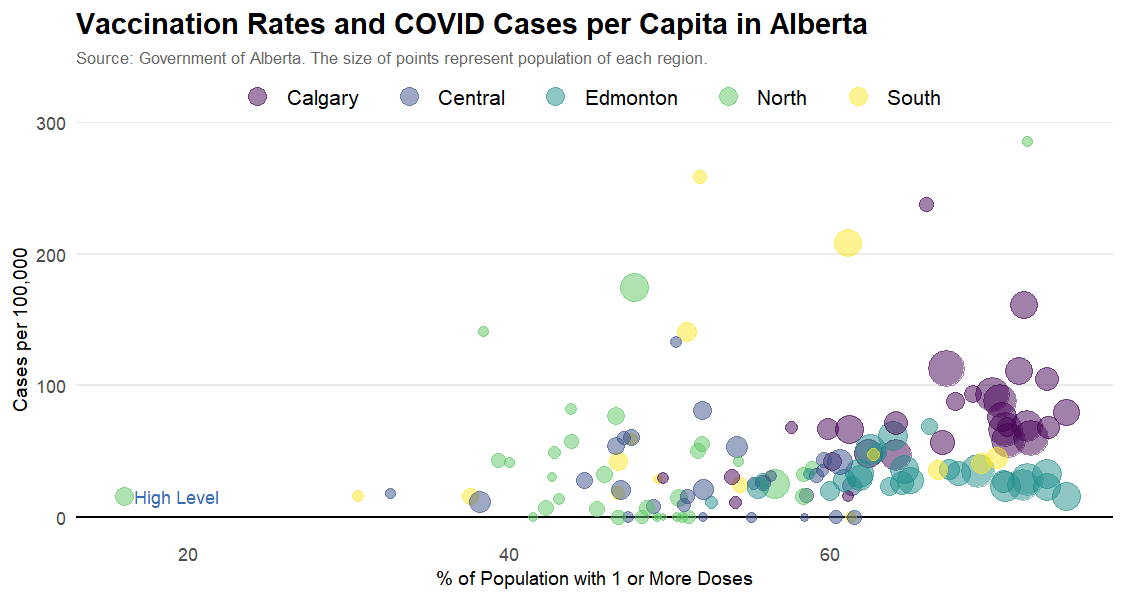 Vaccination Rates and COVID Cases per Capita in Alberta
Source: Government of Alberta. The size of points represent population of each region.
Calgary Central Edmonton North South
300
200
100
0
Cases per 100,000
High Level
20 40 60
% of Population with 1 or More Doses